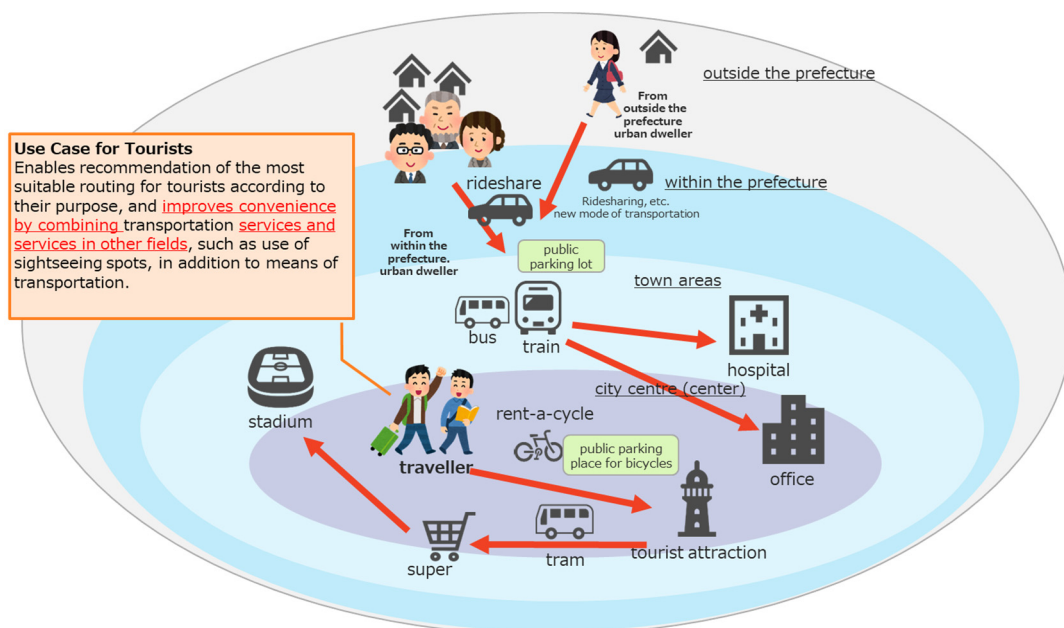 outside the prefecture
From
outside the
prefecture
urban dweller
Use Case for Tourists
Enables recommendation of the most
suitable routing for tourists according to
their purpose, and improves convenience
by combining transportation services and
services in other fields, such as use of
sightseeing spots, in addition to means of
transportation.
rideshare
within the prefecture
Ridesharing, etc.
new mode of transportation
From
within the
prefecture.
urban dweller
public
parking lot
town areas
bus
train
hospital
city centre (center)
stadium
rent-a-cycle
public parking
place for bicycles
traveller
office
tourist attraction
tram
super